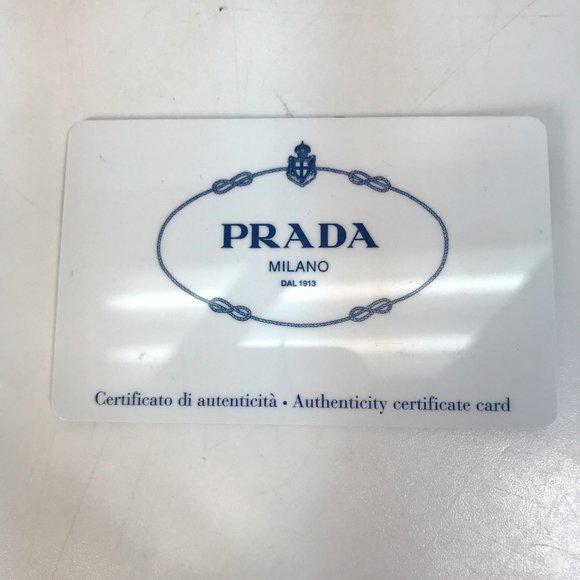 PRADA
MILANO
DAL 1913
Certificato di autenticità • Authenticity certificate card